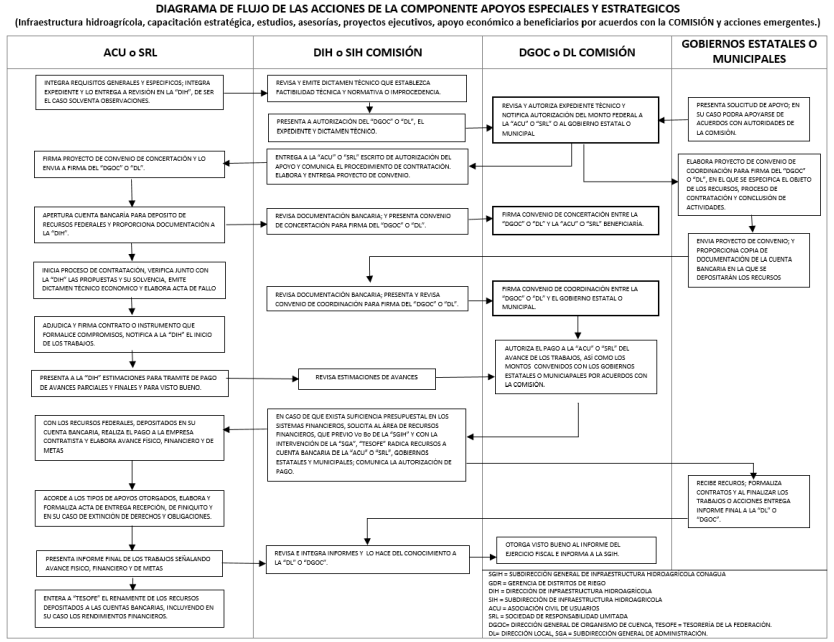 DIAGRAMA DE FLUJO DE LAS ACCIONES DE LA COMPONENTE APOYOS ESPECIALES Y ESTRATEGICOS
(Infraestructura hidroagrícola, capacitación estratégica, estudios, asesorías, proyectos ejecutivos, apoyo económico a beneficiarios por acuerdos con la COMISIÓN y acciones emergentes.)
ACU o SRL
DIH o SIH COMISIÓN
DGOC o DL COMISIÓN
GOBIERNOS ESTATALES O
MUNICIPALES
INTEGRA REQUISITOS GENERALES Y ESPECIFICOS; INTEGRA
EXPEDIENTE Y LO ENTREGA A REVISIÓN EN LA "DIH", DE SER
EL CASO SOLVENTA OBSERVACIONES.
REVISA Y EMITE DICTAMEN TÉCNICO QUE ESTABLEZCA
FACTIBILIDAD TÉCNICA Y NORMATIVA O IMPROCEDENCIA.
PRESENTA A AUTORIZACIÓN DEL "DGOC" O "DL", EL
EXPEDIENTE Y DICTAMEN TÉCNICO.
REVISA Y AUTORIZA EXPEDIENTE TÉCNICO Y
NOTIFICA AUTORIZACIÓN DEL MONTO FEDERAL A
LA "ACU" O "SRL" O AL GOBIERNO ESTATAL O
MUNICIPAL
PRESENTA SOLICITUD DE APOYO; EN
SU CASO PODRA APOYARSE DE
ACUERDOS CON AUTORIDADES DE
LA COMISIÓN.
FIRMA PROYECTO DE CONVENIO DE CONCERTACIÓN Y LO
ENVIA A FIRMA DEL "DGOC" O "DL".
ENTREGA A LA "ACU" O "SRL" ESCRITO DE AUTORIZACIÓN DEL
APOYO Y COMUNICA EL PROCEDIMIENTO DE CONTRATACIÓN.
ELABORA Y ENTREGA PROYECTO DE CONVENIO.
ELABORA PROYECTO DE CONVENIO DE
COORDINACIÓN PARA FIRMA DEL "DGOC"
O "DL", EN EL QUE SE ESPECIFICA EL OBJETO
DE LOS RECURSOS, PROCESO DE
CONTRATACIÓN Y CONCLUSIÓN DE
ACTIVIDADES.
APERTURA CUENTA BANCARÍA PARA DEPOSITO DE
RECURSOS FEDERALES Y PROPORCIONA DOCUMENTACIÓN A
LA "DIH".
REVISA DOCUMENTACIÓN BANCARIA; Y PRESENTA CONVENIO
DE CONCERTACIÓN PARA FIRMA DEL "DGOC" O "DL".
FIRMA CONVENIO DE CONCERTACIÓN ENTRE LA
"DGOC" O "DL" Y LA "ACU" O "SRL" BENEFICIARÍA.
ENVIA PROYECTO DE CONVENIO; Y
PROPORCIONA COPIA DE
DOCUMENTACIÓN DE LA CUENTA
BANCARIA EN LA QUE SE
DEPOSITARÁN LOS RECURSOS
INICIA PROCESO DE CONTRATACIÓN, VERIFICA JUNTO CON
LA "DIH" LAS PROPUESTAS Y SU SOLVENCIA, EMITE
DICTAMEN TÉCNICO ECONOMICO Y ELABORA ACTA DE FALLO
REVISA DOCUMENTACIÓN BANCARIA; PRESENTA Y REVISA
CONVENIO DE COORDINACIÓN PARA FIRMA DEL "DGOC" O "DL".
FIRMA CONVENIO DE COORDINACIÓN ENTRE LA
"DGOC" O "DL" Y EL GOBIERNO ESTATAL O
MUNICIPAL.
ADJUDICA Y FIRMA CONTRATO O INSTRUMENTO QUE
FORMALICE COMPROMISOS, NOTIFICA A LA "DIH" EL INICIO
DE LOS TRABAJOS.
AUTORIZA EL PAGO A LA "ACU" O "SRL" DEL
AVANCE DE LOS TRABAJOS, ASÍ COMO LOS
MONTOS CONVENIDOS CON LOS GOBIERNOS
ESTATALES O MUNICIAPALES POR ACUERDOS CON
LA COMISION.
PRESENTA A LA "DIH" ESTIMACIONES PARA TRAMITE DE PAGO
DE AVANCES PARCIALES Y FINALES Y PARA VISTO BUENO.
REVISA ESTIMACIONES DE AVANCES
CON LOS RECURSOS FEDERALES, DEPOSITADOS EN SU
CUENTA BANCARIA, REALIZA EL PAGO A LA EMPRESA
CONTRATISTA Y ELABORA AVANCE FÍSICO, FINANCIERO Y DE
METAS
EN CASO DE QUE EXISTA SUFICIENCIA PRESUPUESTAL EN LOS
SISTEMAS FINANCIEROS, SOLICITA AL ÁREA DE RECURSOS
FINANCIEROS, QUE PREVIO Vo Bo DE LA "SGIH" Y CON LA
INTERVENCIÓN DE LA "SGA", "TESOFE" RADICA RECURSOS A
CUENTA BANCARIA DE LA "ACU" O "SRL", GOBIERNOS
ESTATALES Y MUNICIPALES; COMUNICA LA AUTORIZACIÓN DE
PAGO.
RECIBE RECUROS; FORMALIZA
CONTRATOS Y AL FINALIZAR LOS
TRABAJOS O ACCIONES ENTREGA
INFORME FINAL A LA "DL" O
"DGOC".
ACORDE A LOS TIPOS DE APOYOS OTORGADOS, ELABORA Y
FORMALIZA ACTA DE ENTREGA RECEPCIÓN, DE FINIQUITO Y
EN SU CASO DE EXTINCIÓN DE DERECHOS Y OBLIGACIONES.
PRESENTA INFORME FINAL DE LOS TRABAJOS SEÑALANDO
AVANCE FISICO, FINANCIERO Y DE METAS
REVISA E INTEGRA INFORMES Y LO HACE DEL CONOCIMIENTO A
LA "DL" O "DGOC".
OTORGA VISTO BUENO AL INFORME DEL
EJERCICIO FISCAL E INFORMA A LA SGIH.
ENTERA A "TESOFE" EL RENAMENTE DE LOS RECURSOS
DEPOSITADOS A LAS CUENTAS BANCARIAS, INCLUYENDO EN
SU CASO LOS RENDIMIENTOS FINANCIEROS.
SGIH = SUBDIRECCIÓN GENERAL DE INFRAESTRUCTURA HIDROAGRÍCOLA CONAGUA
GDR = GERENCIA DE DISTRITOS DE RIEGO
DIH = DIRECCIÓN DE INFRAESTRUCTURA HIDROAGRÍCOLA
SIH = SUBDIRECCIÓN DE INFRAESTRUCTURA HIDROAGRICOLA
ACU = ASOCIACIÓN CIVIL DE USUARIOS
SRL = SOCIEDAD DE RESPONSABILIDAD LIMITADA
DGOC= DIRECCIÓN GENERAL DE ORGANISMO DE CUENCA, TESOFE = TESORERÍA DE LA FEDERACIÓN.
DL= DIRECCIÓN LOCAL, SGA = SUBDIRECCIÓN GENERAL DE ADMINISTRACIÓN.